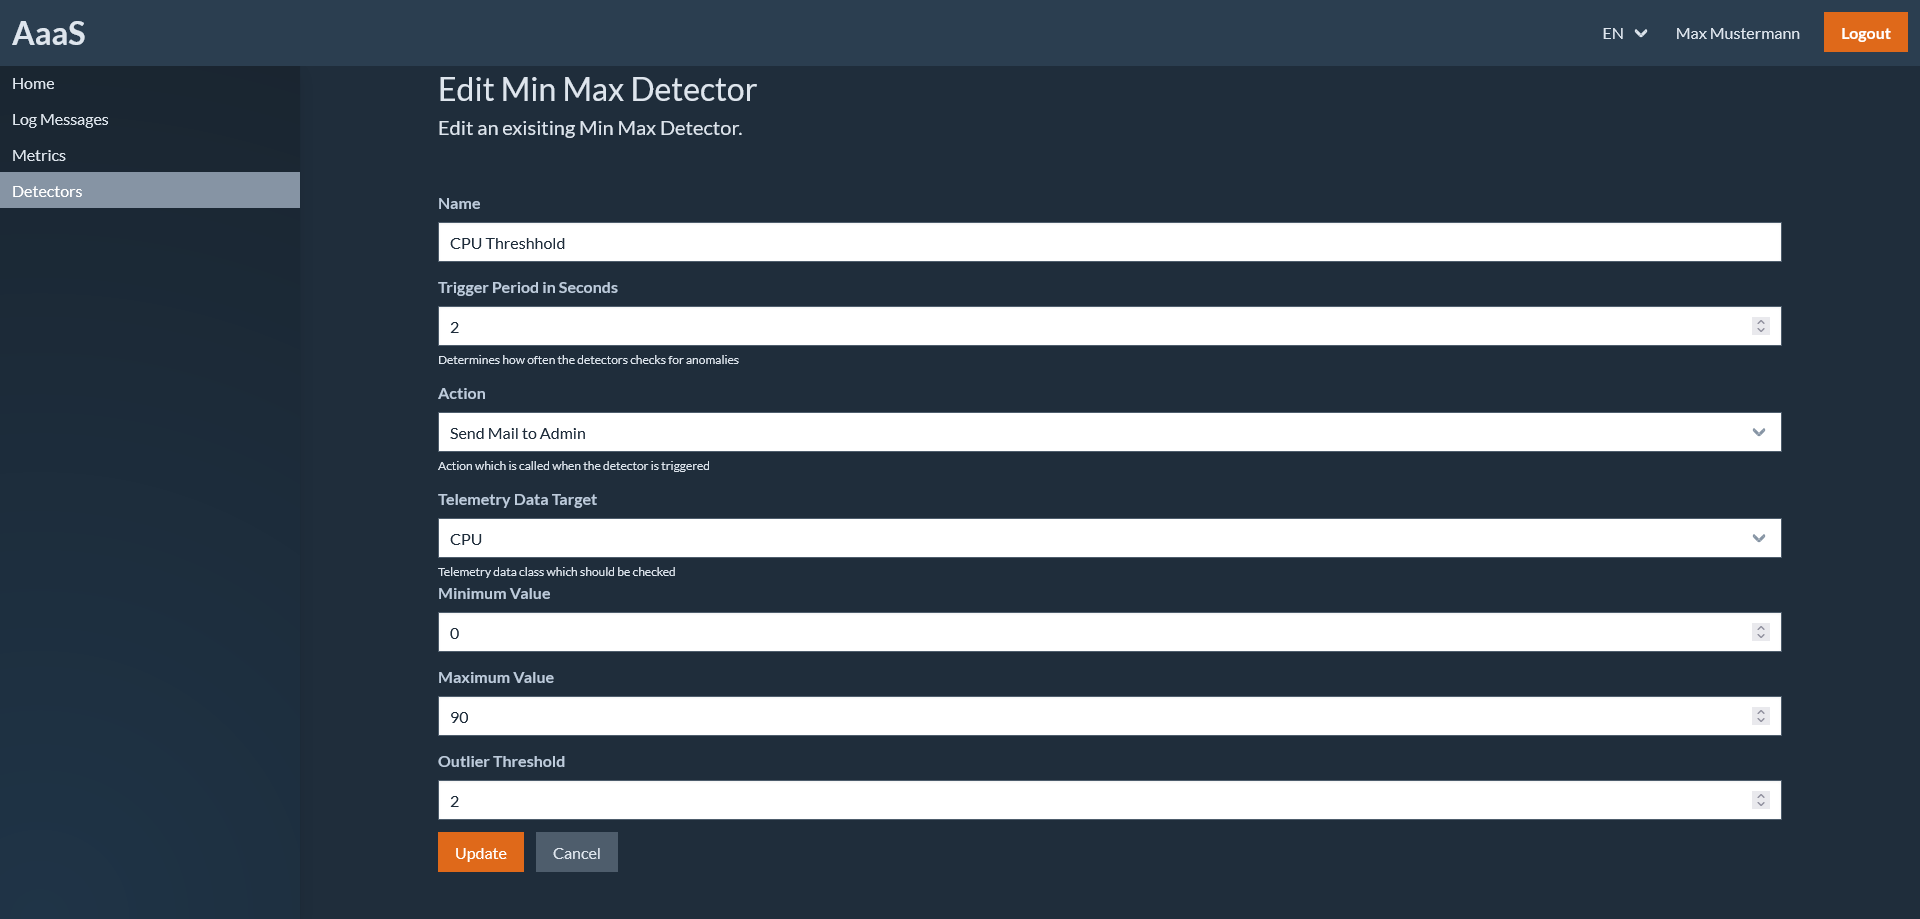 AaaS
EN
Max Mustermann
Logout
Home
Log Messages
Metrics
Detectors
Edit Min Max Detector
Edit an exisiting Min Max Detector.
Name
CPU Threshhold
Trigger Period in Seconds
2
Determines how often the detectors checks for anomalies
Action
Send Mail to Admin
Action which is called when the detector is triggered
Telemetry Data Target
CPU
Telemetry data class which should be checked
Minimum Value
0
Maximum Value
90
Outlier Threshold
2
Update
Cancel